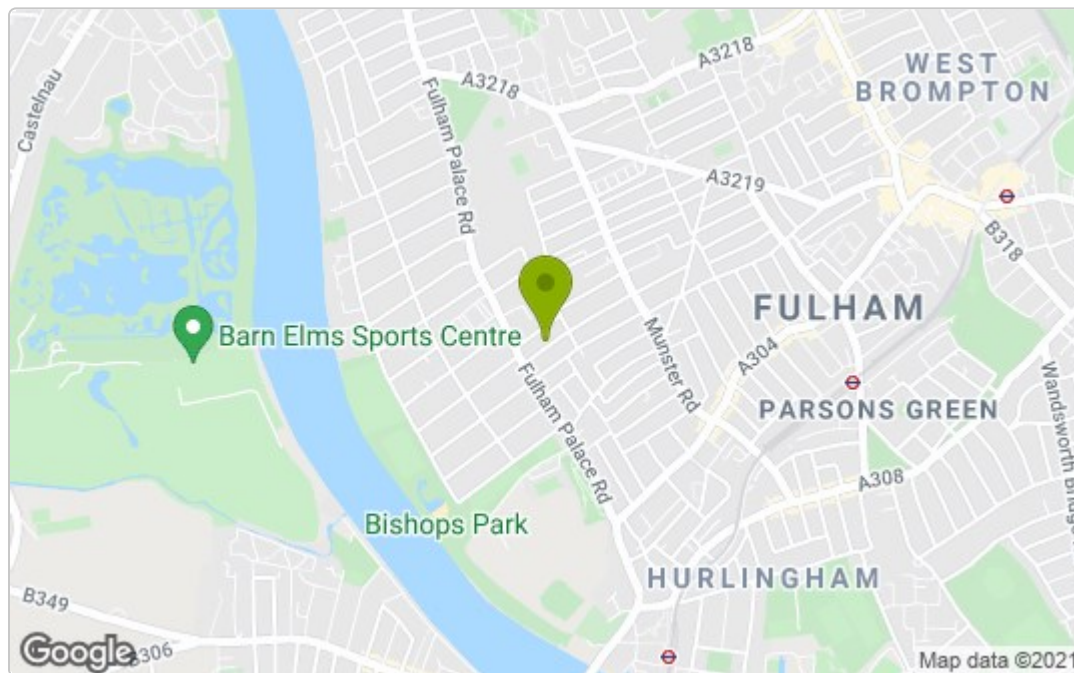 Castelnau
A3218
A3218
WEST
BROMPTON
Fulham Palace Rd
A3219
B318
Barn Elms Sports Centre
Munster Rd
FULHAM
A304
Fulham Palace Rd
PARSONS GREEN
Wandsworth Bridge
A308
Bishops Park
HURLINGHAM
B349
B306
Google
Map data ©2021